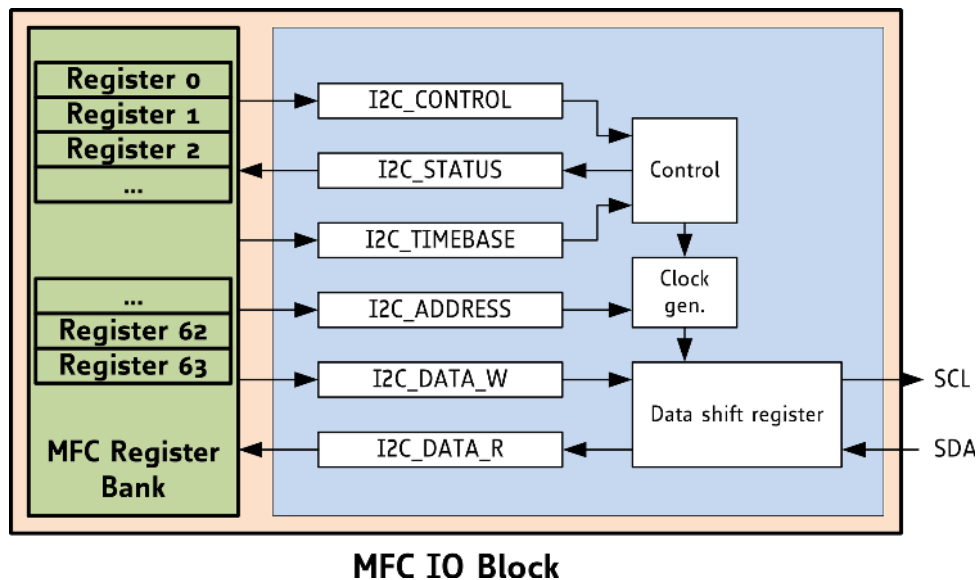 Register 0
Register 1
Register 2
...
...
Register 62
Register 63
MFC Register
Bank
I2C_CONTROL
I2C_STATUS
I2C_TIMEBASE
I2C_ADDRESS
I2C_DATA_W
I2C_DATA_R
Control
Clock
gen.
Data shift register
SCL
SDA
MFC IO Block